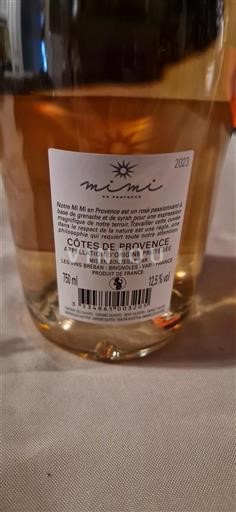 mimi
EN PROVENCE
2023
Notre Mi Mi en Provence est un rosé passionnant à
base de grenache et de syrah pour une expression
magnifique de notre terroir. Travailler cette cuvée
dans le respect de la nature est une règle, une
philosophie qui requiert toute notre attention
CÔTES DE PROVENCE
APPELLATION D'ORIGINE PROTÉGÉE
MIS EN BOUTEILLE PAR
LES VINS BREBAN - BRIGNOLES - VAR - FRANCE
PRODUIT DE FRANCE
750 ml
12,5 % vol